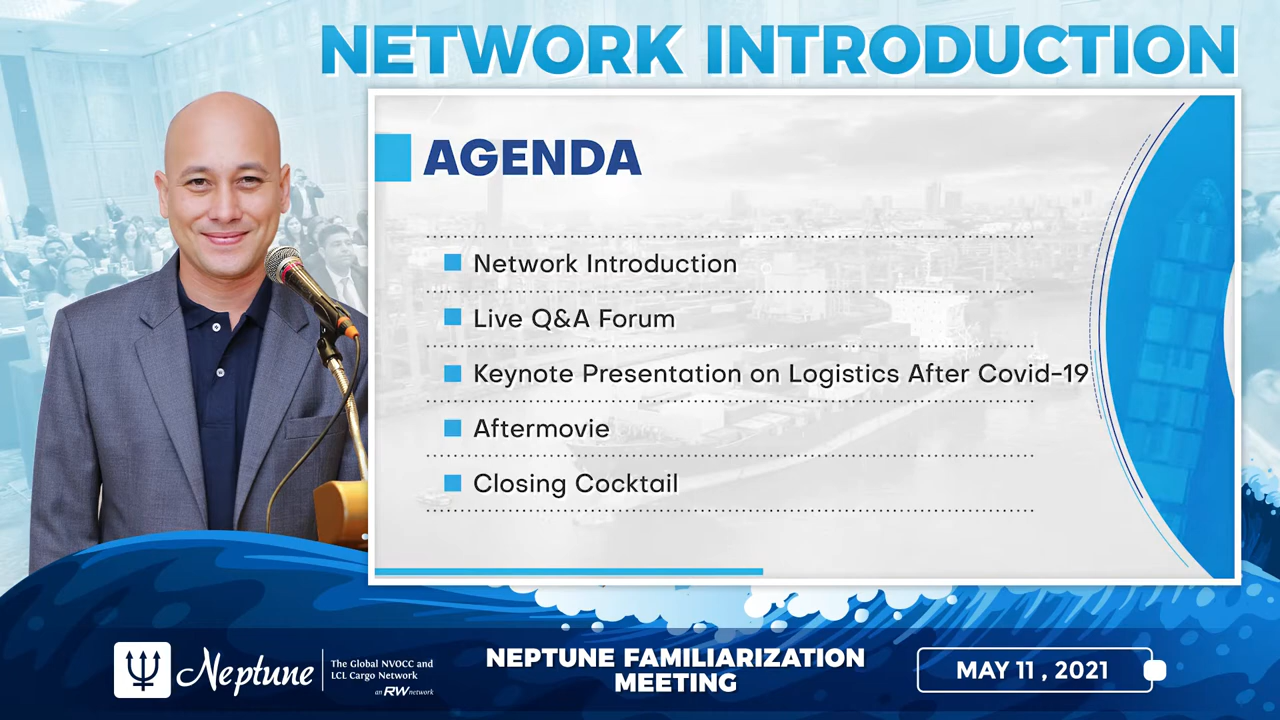 NETWORK INTRODUCTION
AGENDA
Network Introduction
Live Q&A Forum
Keynote Presentation on Logistics After Covid-19
Aftermovie
Closing Cocktail
Neptune
The Global NVOCC and
LCL Cargo Network
an RW network
NEPTUNE FAMILIARIZATION
MEETING
MAY 11 , 2021